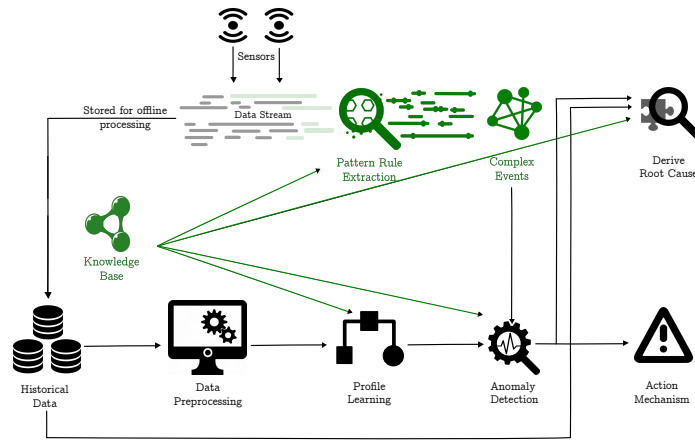 Sensors
Stored for offline
processing
Data Stream
Pattern Rule
Extraction
Complex
Events
Derive
Root Cause
Knowledge
Base
Historical
Data
Data
Preprocessing
Profile
Learning
Anomaly
Detection
Action
Mechanism